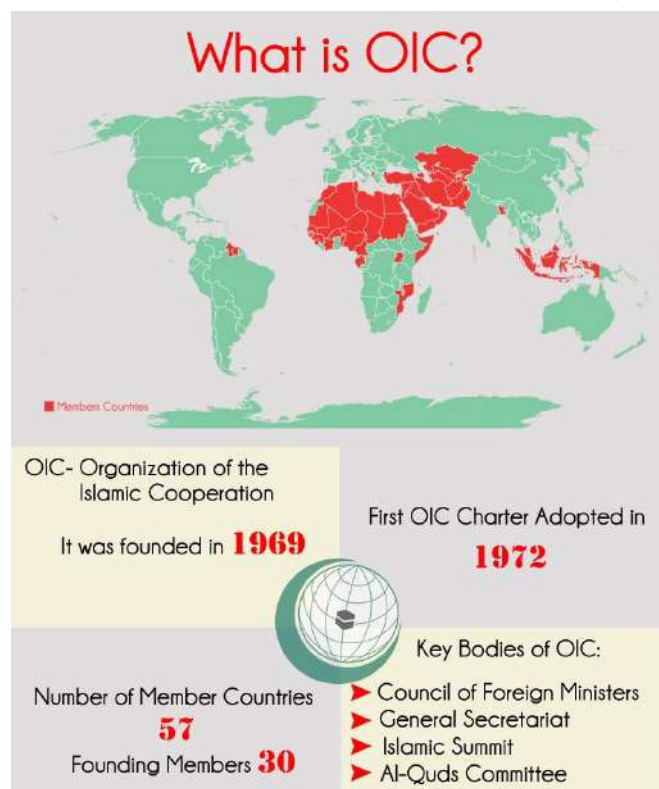 What is OIC?
Members Countries
OIC- Organization of the
Islamic Cooperation
It was founded in 1969
First OIC Charter Adopted in
1972
Number of Member Countries
57
Founding Members 30
Key Bodies of OIC:
Council of Foreign Ministers
General Secretariat
Islamic Summit
Al-Quds Committee